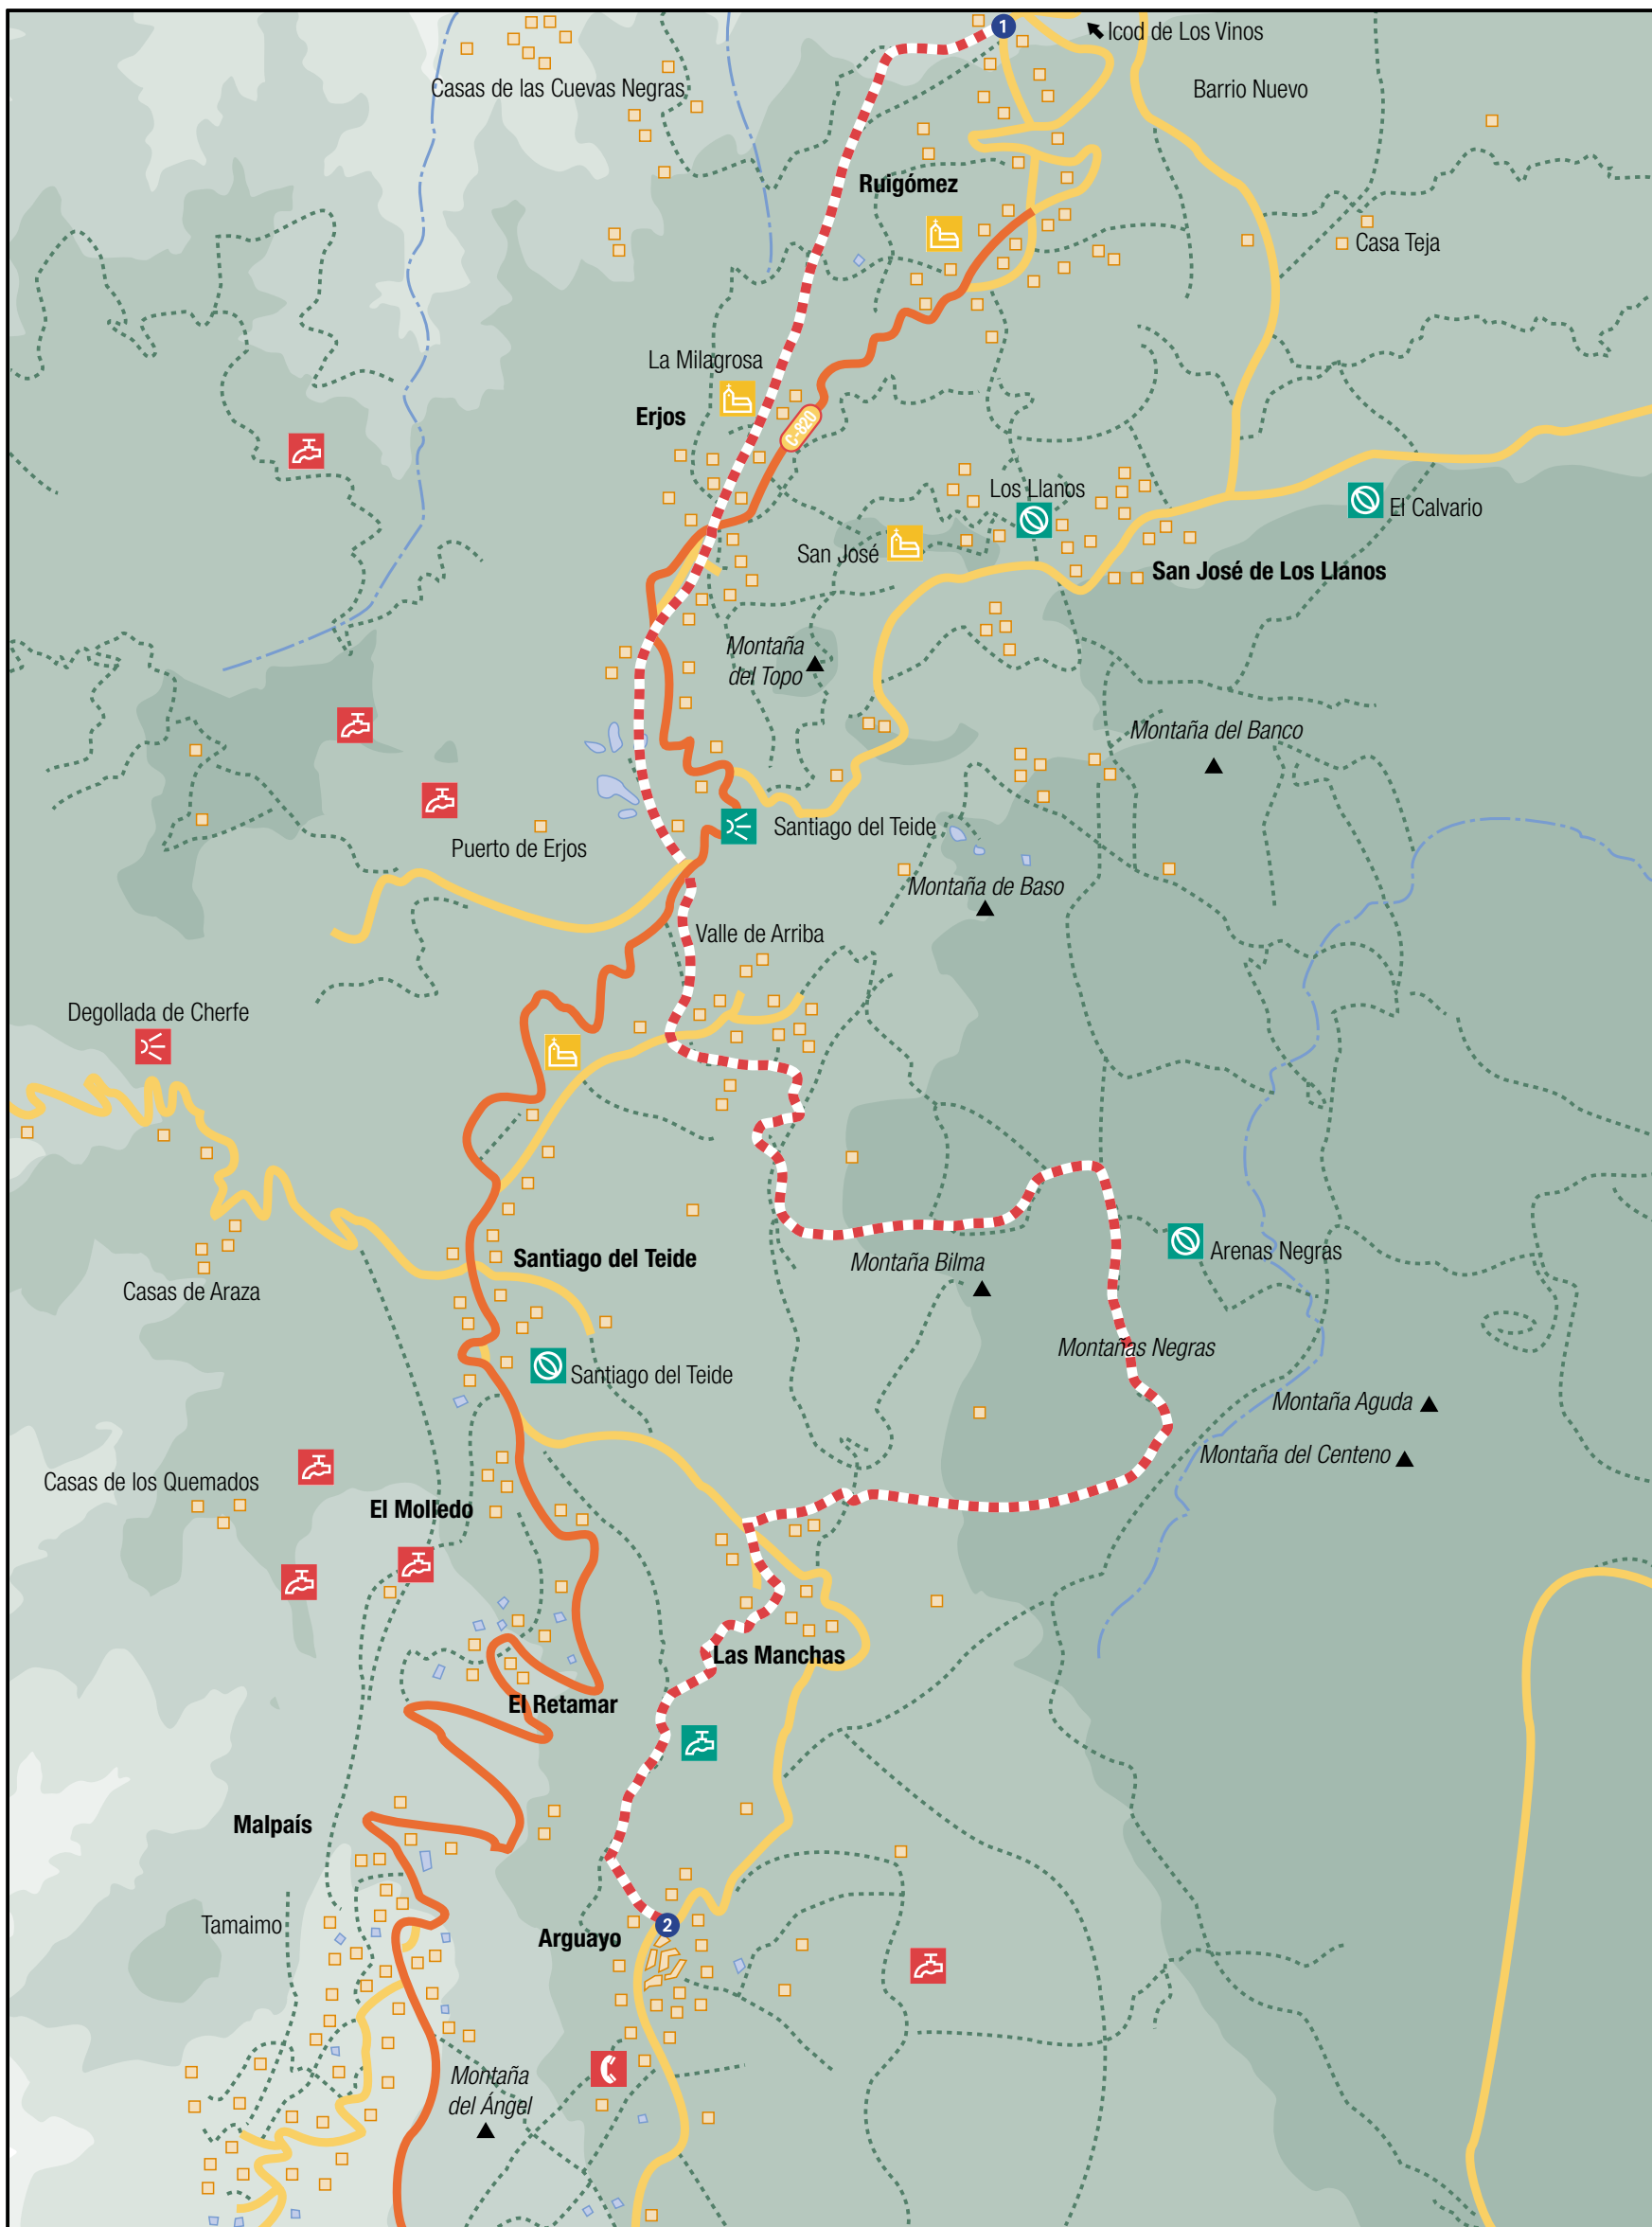 1
Icod de Los Vinos
Casas de las Cuevas Negras
Barrio Nuevo
Ruigómez
Casa Teja
La Milagrosa
Erjos
C-820
Los Llanos
El Calvario
San José
San José de Los Llanos
Montaña
del Topo
Montaña del Banco
Santiago del Teide
Puerto de Erjos
Montaña de Baso
Valle de Arriba
Degollada de Cherfe
Arenas Negras
Santiago del Teide
Montaña Bilma
Casas de Araza
Montañas Negras
Santiago del Teide
Montaña Aguda
Montaña del Centeno
Casas de los Quemados
El Molledo
Las Manchas
El Retamar
Malpaís
Tamaimo
2
Arguayo
Montaña
del Ángel